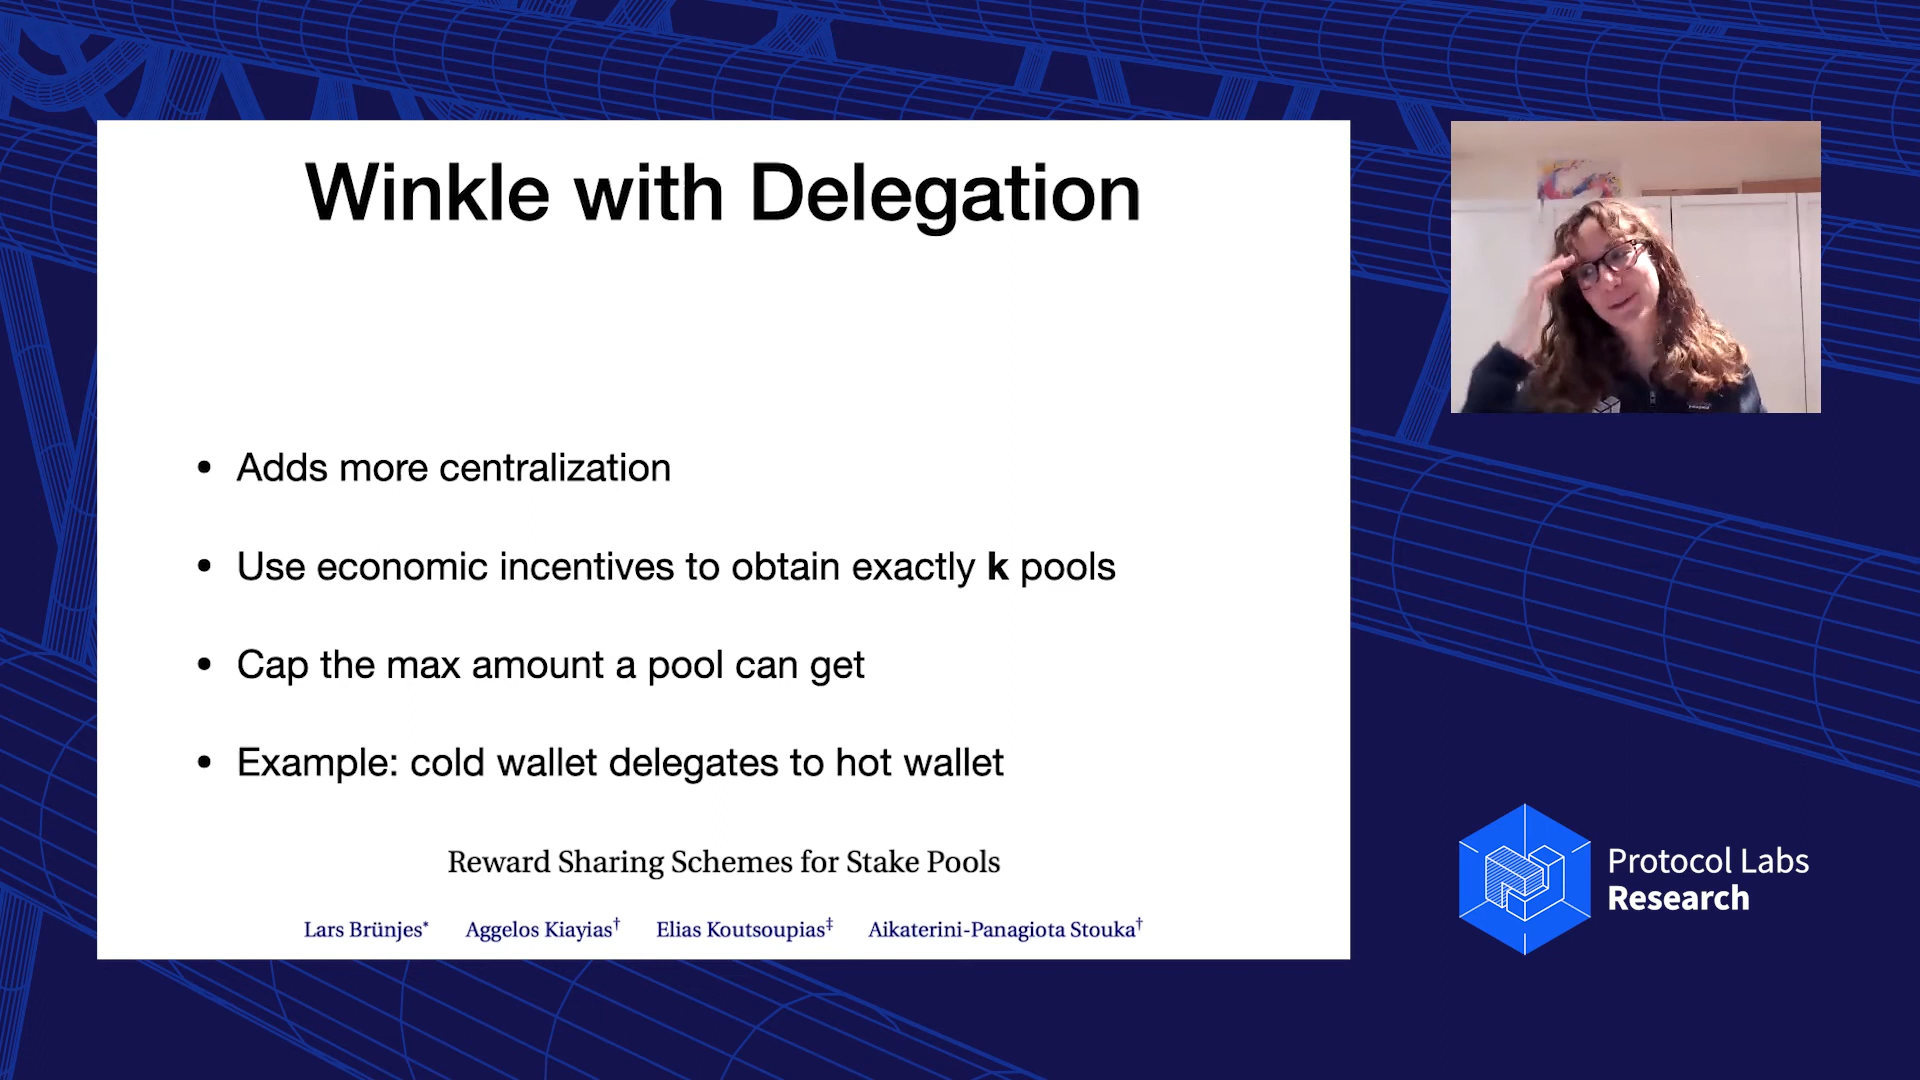 Winkle with Delegation
• Adds more centralization
• Use economic incentives to obtain exactly k pools
• Cap the max amount a pool can get
• Example: cold wallet delegates to hot wallet
Reward Sharing Schemes for Stake Pools
Lars Brünjes* Aggelos Kiayias† Elias Koutsoupias‡ Aikaterini-Panagiota Stouka†
Protocol Labs
Research